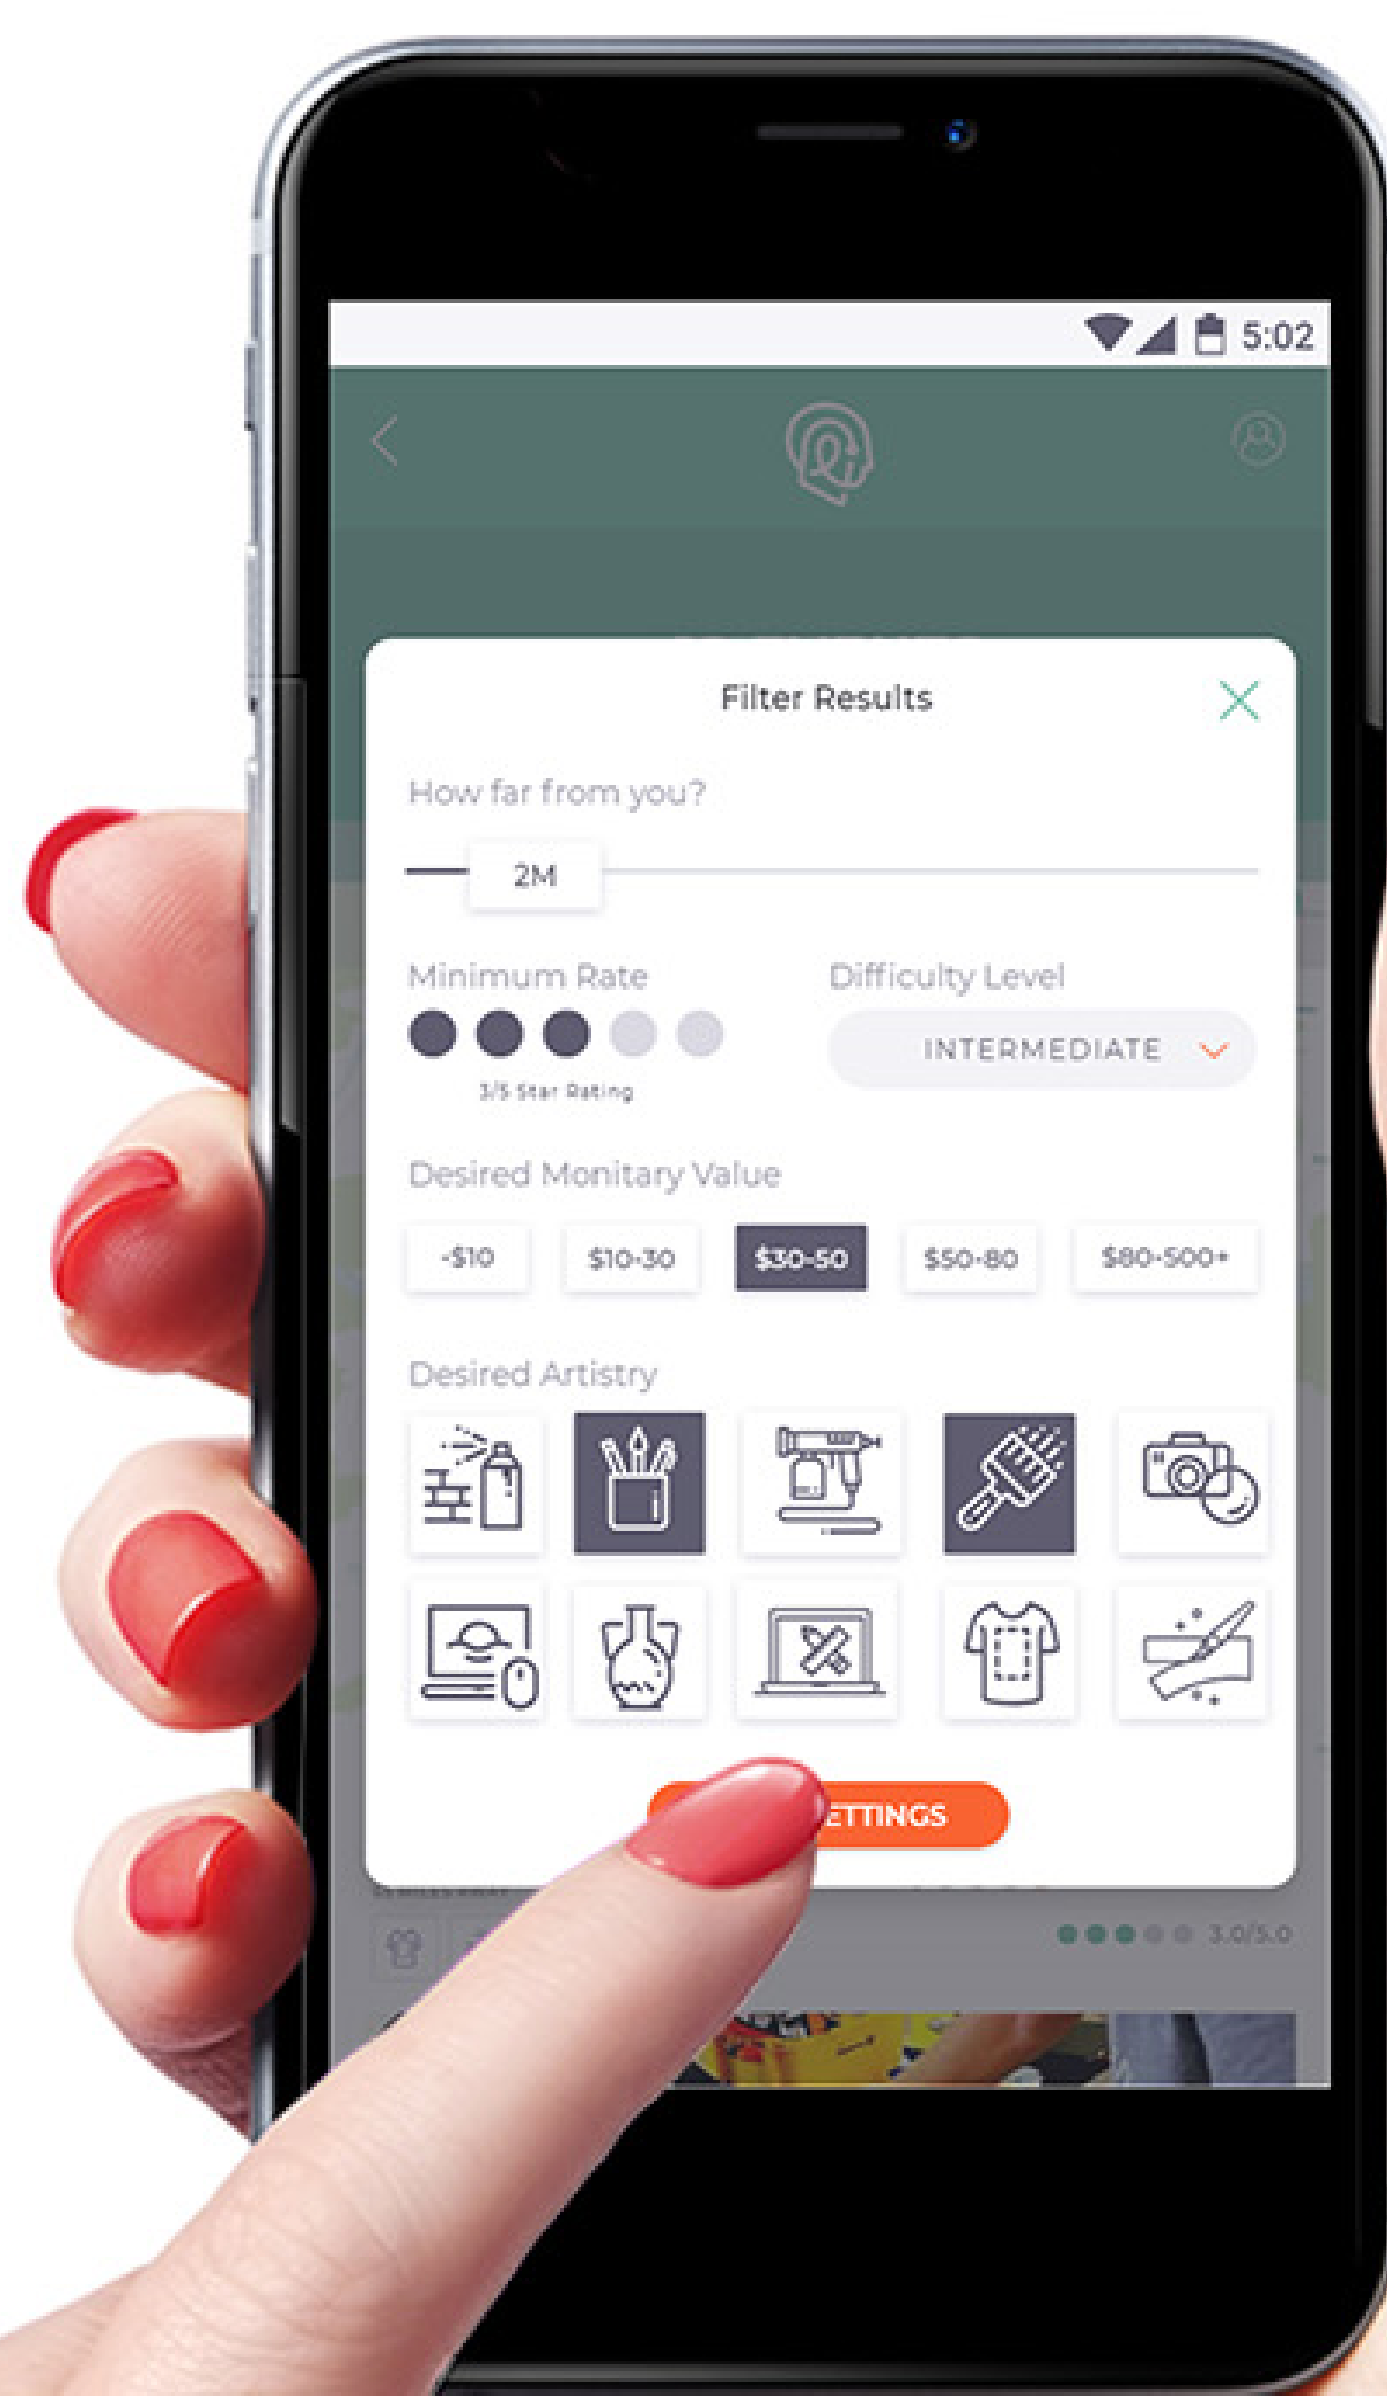 5:02
Filter Results
How far from you?
2M
Minimum Rate
Difficulty Level
INTERMEDIATE
3/5 Star Rating
Desired Monitary Value
-$10 $10-30 $30-50 $50-80 $80-500+
Desired Artistry
ETTINGS
3.0/5.0